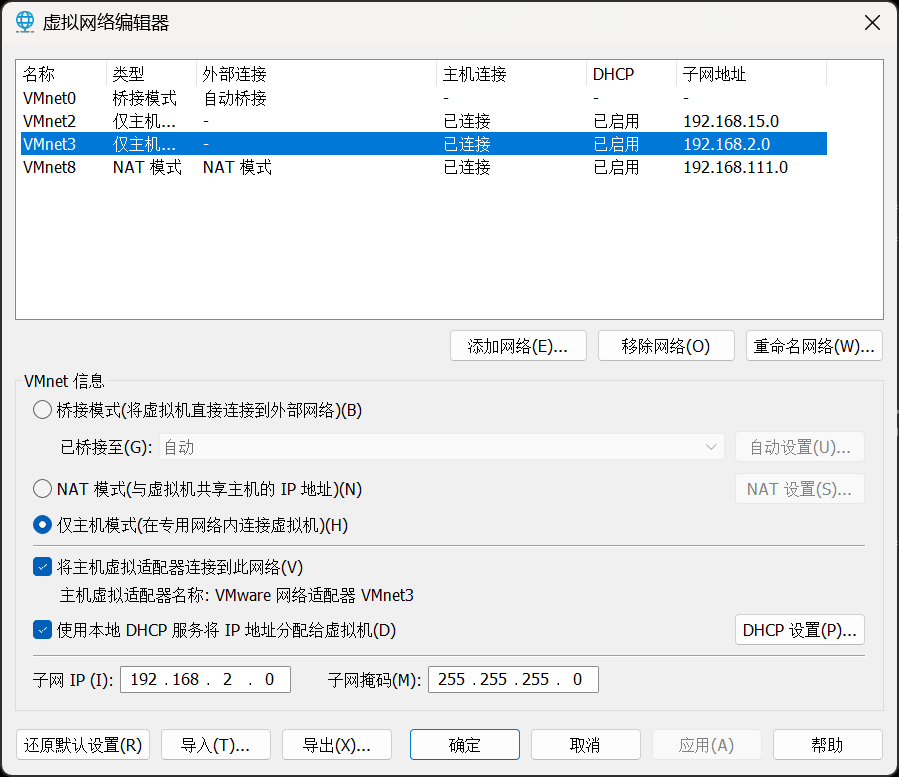 虚拟网络编辑器
名称 类型 外部连接 主机连接 DHCP 子网地址
VMnet0 桥接模式 自动桥接 - - -
VMnet2 仅主机... - 已连接 已启用 192.168.15.0
VMnet3 仅主机... - 已连接 已启用 192.168.2.0
VMnet8 NAT 模式 NAT 模式 已连接 已启用 192.168.111.0
添加网络(E)... 移除网络(O) 重命名网络(W)...
VMnet 信息
桥接模式(将虚拟机直接连接到外部网络)(B)
已桥接至(G): 自动 自动设置(U)...
NAT 模式(与虚拟机共享主机的 IP 地址)(N) NAT 设置(S)...
仅主机模式(在专用网络内连接虚拟机)(H)
将主机虚拟适配器连接到此网络(V)
主机虚拟适配器名称: VMware 网络适配器 VMnet3
使用本地 DHCP 服务将 IP 地址分配给虚拟机(D) DHCP 设置(P)...
子网 IP (I): 192 . 168 . 2 . 0 子网掩码(M): 255 . 255 . 255 . 0
还原默认设置(R) 导入(T)... 导出(X)... 确定 取消 应用(A) 帮助